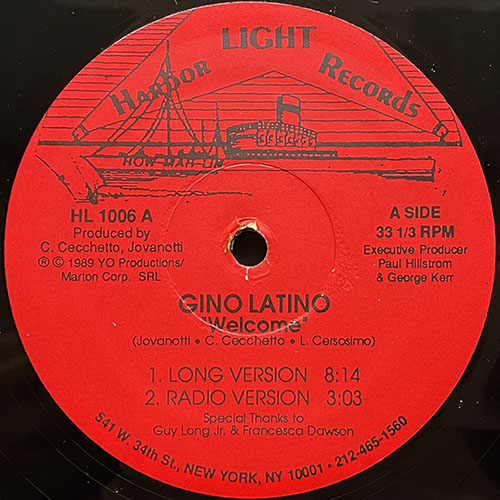 HARBOR LIGHT Records
HL 1006 A
Produced by
C. Cecchetto, Jovanotti
℗ © 1989 YO Productions/
Marton Corp. SRL
A SIDE
33 1/3 RPM
Executive Producer
Paul Hillstrom
& George Kerr
GINO LATINO
"Welcome"
(Jovanotti • C. Cecchetto • L. Cersosimo)
1. LONG VERSION 8:14
2. RADIO VERSION 3:03
Special Thanks to
Guy Long Jr. & Francesca Dawson
541 W. 34th St., NEW YORK, NY 10001 • 212-465-1560